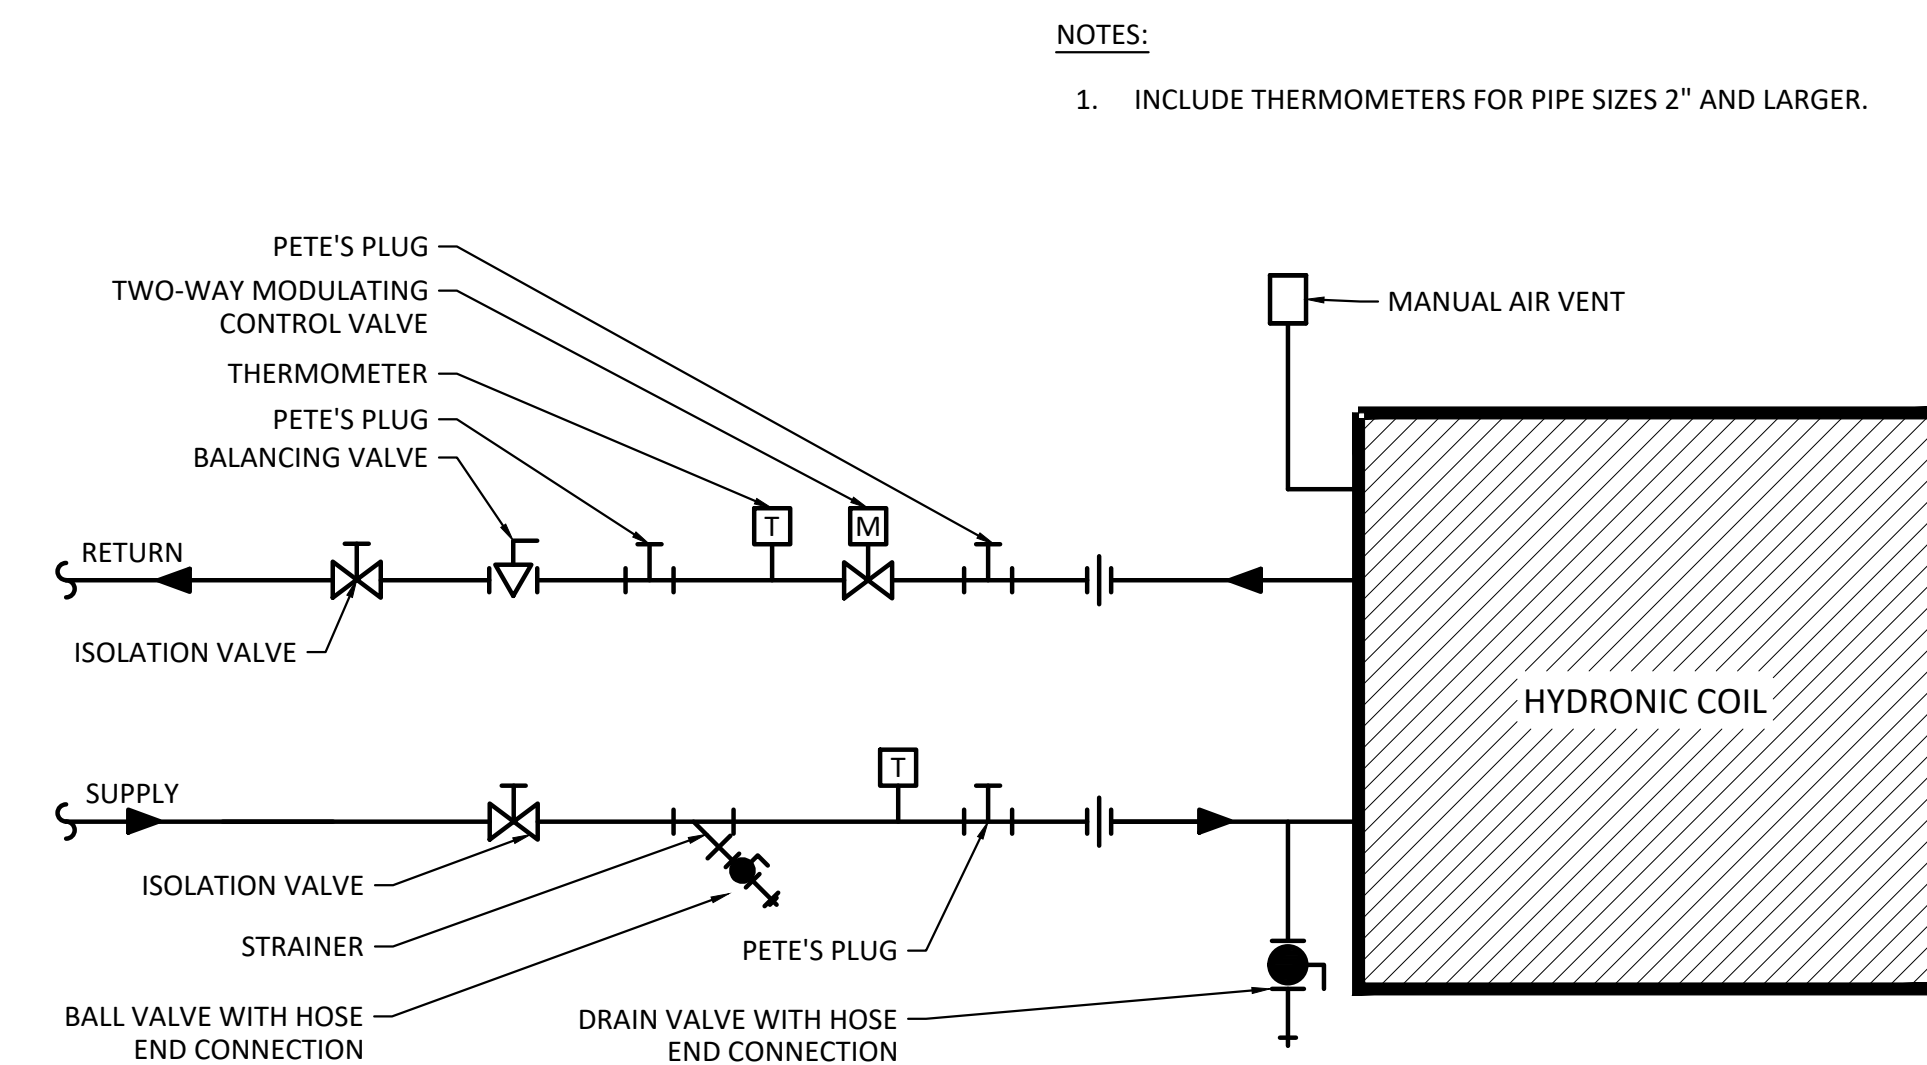 NOTES:
1. INCLUDE THERMOMETERS FOR PIPE SIZES 2" AND LARGER.
PETE'S PLUG
TWO-WAY MODULATING
CONTROL VALVE
MANUAL AIR VENT
THERMOMETER
PETE'S PLUG
BALANCING VALVE
T
M
RETURN
ISOLATION VALVE
HYDRONIC COIL
T
SUPPLY
ISOLATION VALVE
STRAINER
PETE'S PLUG
BALL VALVE WITH HOSE
END CONNECTION
DRAIN VALVE WITH HOSE
END CONNECTION